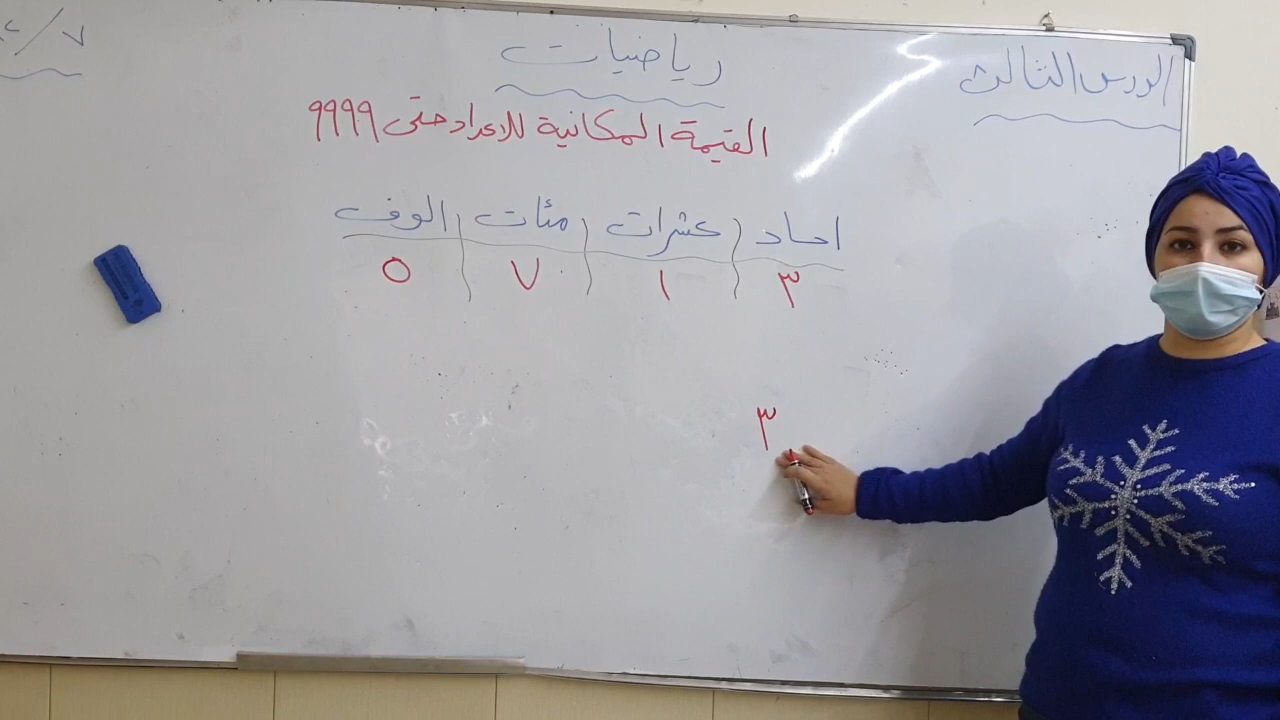 الدرس الثالث
رياضيات
القيمة المكانية للاعداد حتى ٩٩٩٩
احاد عشرات مئات الوف
٣ ١ ٧ ٥
٣